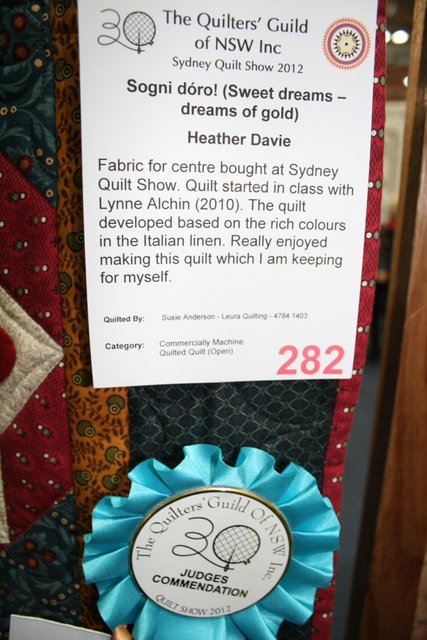 30
The Quilters' Guild
of NSW Inc
Sydney Quilt Show 2012
Sogni dóro! (Sweet dreams –
dreams of gold)
Heather Davie
Fabric for centre bought at Sydney
Quilt Show. Quilt started in class with
Lynne Alchin (2010). The quilt
developed based on the rich colours
in the Italian linen. Really enjoyed
making this quilt which I am keeping
for myself.
Quilted By: Susie Anderson - Leura Quilting - 4784 1403
Category: Commercially Machine
Quilted Quilt (Open)
282
The Quilters' Guild Of NSW Inc.
30
JUDGES
COMMENDATION
QUILT SHOW 2012